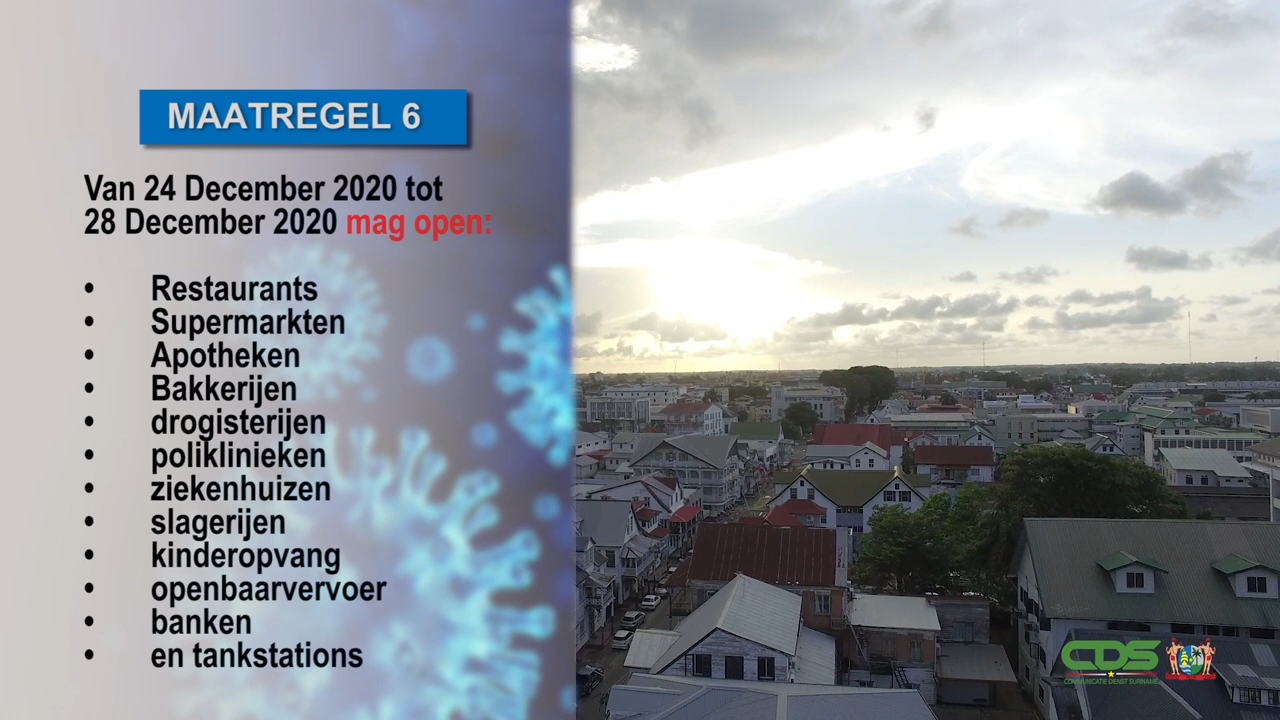 MAATREGEL 6
Van 24 December 2020 tot
28 December 2020 mag open:
• Restaurants
• Supermarkten
• Apotheken
• Bakkerijen
• drogisterijen
• poliklinieken
• ziekenhuizen
• slagerijen
• kinderopvang
• openbaarvervoer
• banken
• en tankstations
CDS
COMMUNICATIE DIENST SURINAME